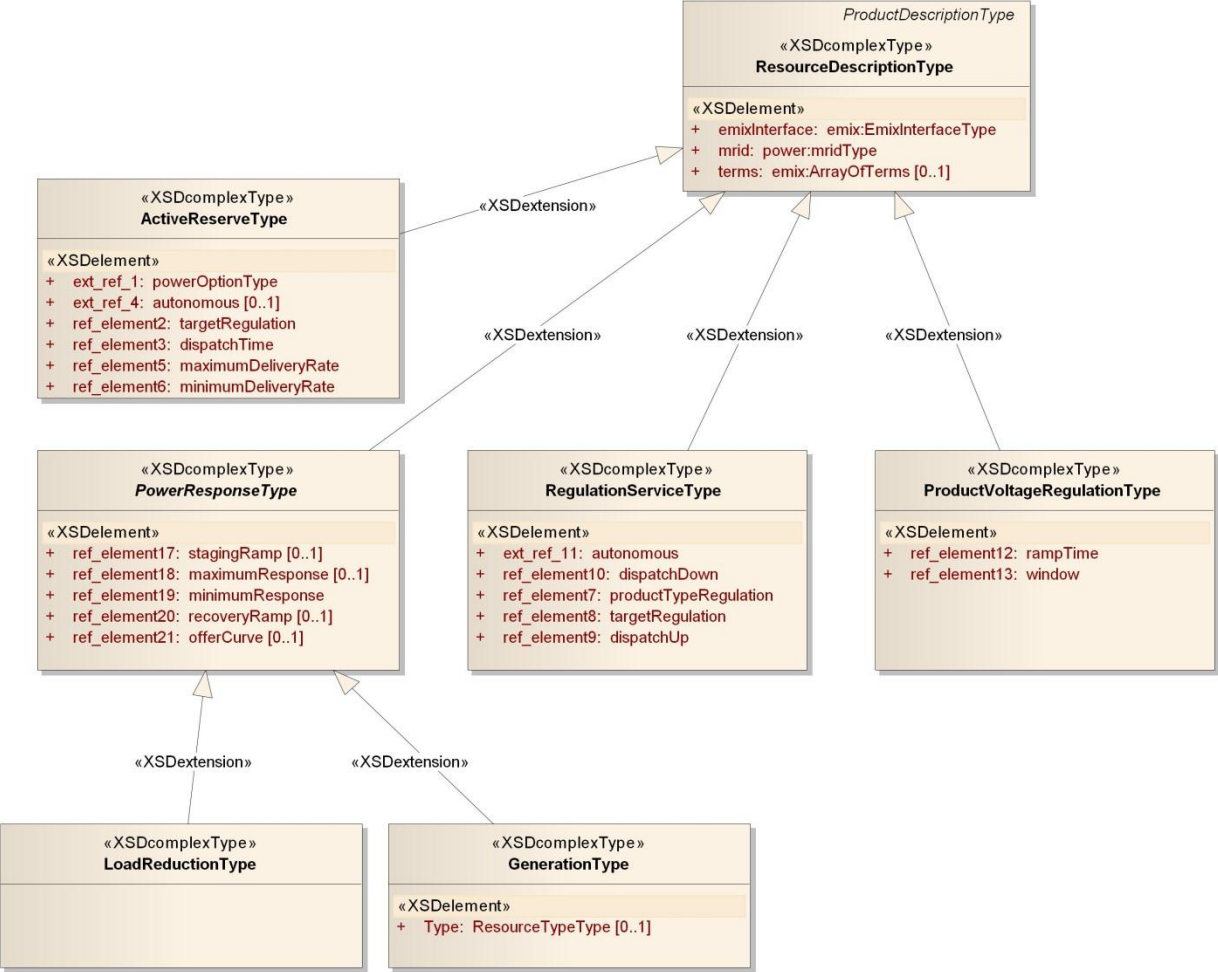 ProductDescriptionType
«XSDcomplexType»
ResourceDescriptionType
«XSDelement»
+ emixInterface: emix:EmixInterfaceType
+ mrid: power:mridType
+ terms: emix:ArrayOfTerms [0..1]
«XSDcomplexType»
ActiveReserveType
«XSDelement»
+ ext_ref_1: powerOptionType
+ ext_ref_4: autonomous [0..1]
+ ref_element2: targetRegulation
+ ref_element3: dispatchTime
+ ref_element5: maximumDeliveryRate
+ ref_element6: minimumDeliveryRate
«XSDextension»
«XSDextension»
«XSDextension»
«XSDextension»
«XSDcomplexType»
PowerResponseType
«XSDelement»
+ ref_element17: stagingRamp [0..1]
+ ref_element18: maximumResponse [0..1]
+ ref_element19: minimumResponse
+ ref_element20: recoveryRamp [0..1]
+ ref_element21: offerCurve [0..1]
«XSDcomplexType»
RegulationServiceType
«XSDelement»
+ ext_ref_11: autonomous
+ ref_element10: dispatchDown
+ ref_element7: productTypeRegulation
+ ref_element8: targetRegulation
+ ref_element9: dispatchUp
«XSDcomplexType»
ProductVoltageRegulationType
«XSDelement»
+ ref_element12: rampTime
+ ref_element13: window
«XSDextension»
«XSDextension»
«XSDcomplexType»
LoadReductionType
«XSDcomplexType»
GenerationType
«XSDelement»
+ Type: ResourceTypeType [0..1]